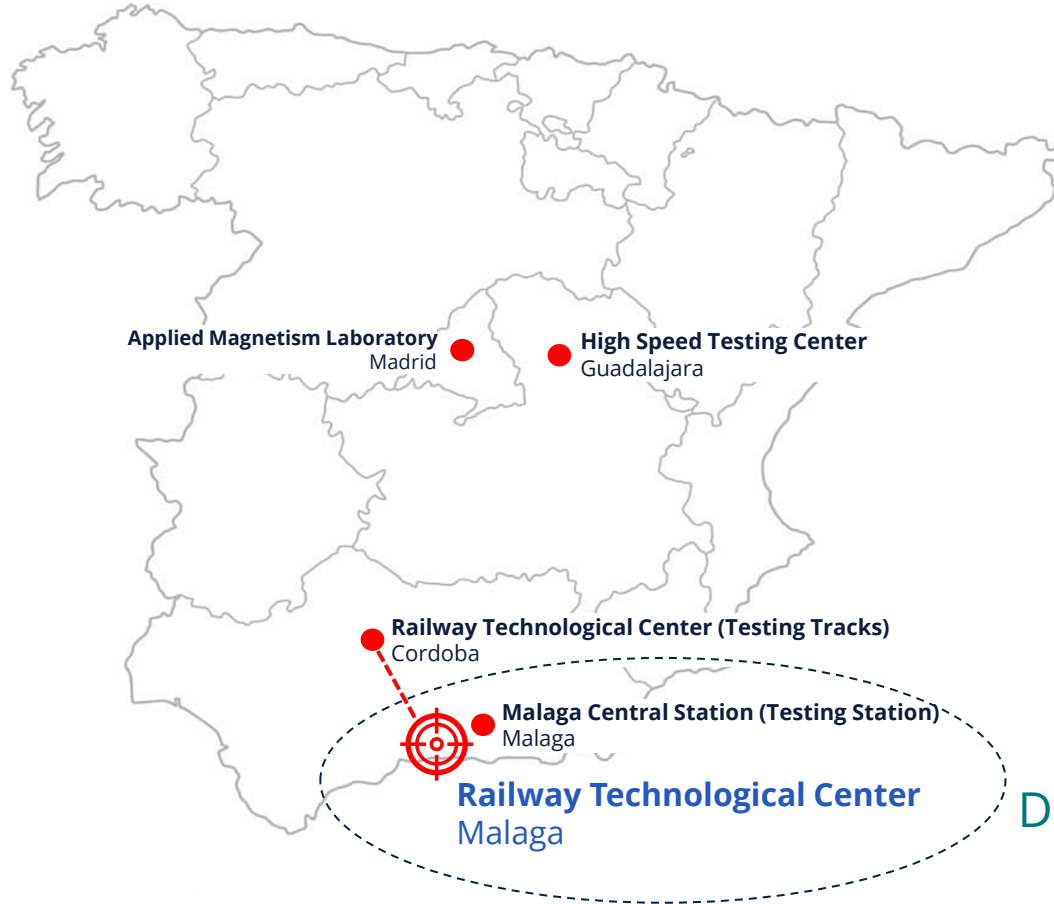 Applied Magnetism Laboratory
Madrid
High Speed Testing Center
Guadalajara
Railway Technological Center (Testing Tracks)
Cordoba
Malaga Central Station (Testing Station)
Malaga
Railway Technological Center
Malaga
D